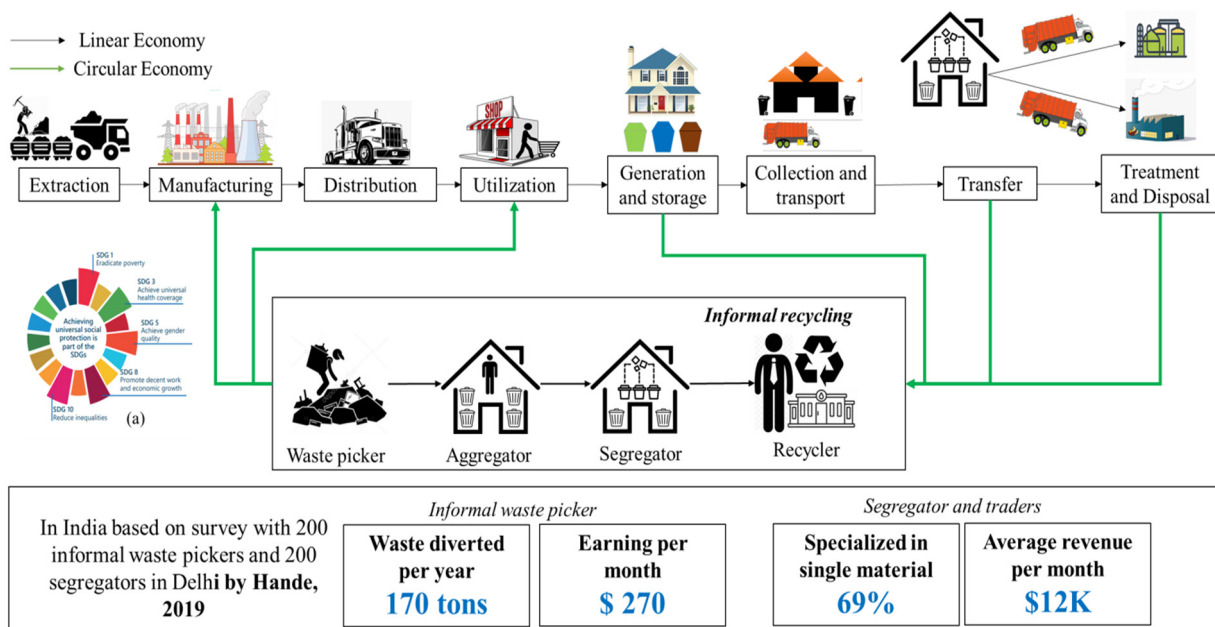 Linear Economy
Circular Economy
SHOP
Extraction
Manufacturing
Distribution
Utilization
Generation
and storage
Collection and
transport
Transfer
Treatment
and Disposal
SDG 1
Eradicate poverty
SDG 3
Achieve universal
health coverage
SDG 5
Achieve gender
quality
SDG 8
Promote decent work
and economic growth
SDG 10
Reduce inequalities
Achieving
universal social
protection is
part of the
SDGs
(a)
Informal recycling
Waste picker
Aggregator
Segregator
Recycler
In India based on survey with 200
informal waste pickers and 200
segregators in Delhi by Hande,
2019
Informal waste picker
Waste diverted
per year
170 tons
Earning per
month
$ 270
Segregator and traders
Specialized in
single material
69%
Average revenue
per month
$12K